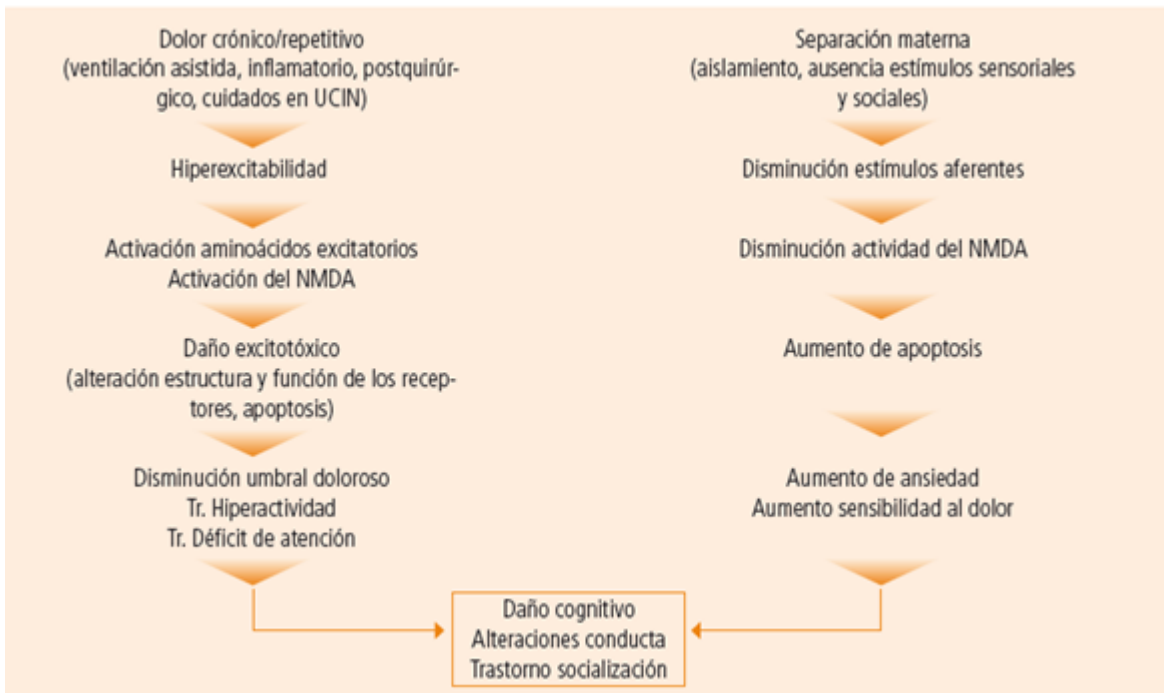 Dolor crónico/repetitivo
(ventilación asistida, inflamatorio, postquirúr-
gico, cuidados en UCIN)
Hiperexcitabilidad
Activación aminoácidos excitatorios
Activación del NMDA
Daño excitotóxico
(alteración estructura y función de los recep-
tores, apoptosis)
Disminución umbral doloroso
Tr. Hiperactividad
Tr. Déficit de atención
Separación materna
(aislamiento, ausencia estímulos sensoriales
y sociales)
Disminución estímulos aferentes
Disminución actividad del NMDA
Aumento de apoptosis
Aumento de ansiedad
Aumento sensibilidad al dolor
Daño cognitivo
Alteraciones conducta
Trastorno socialización